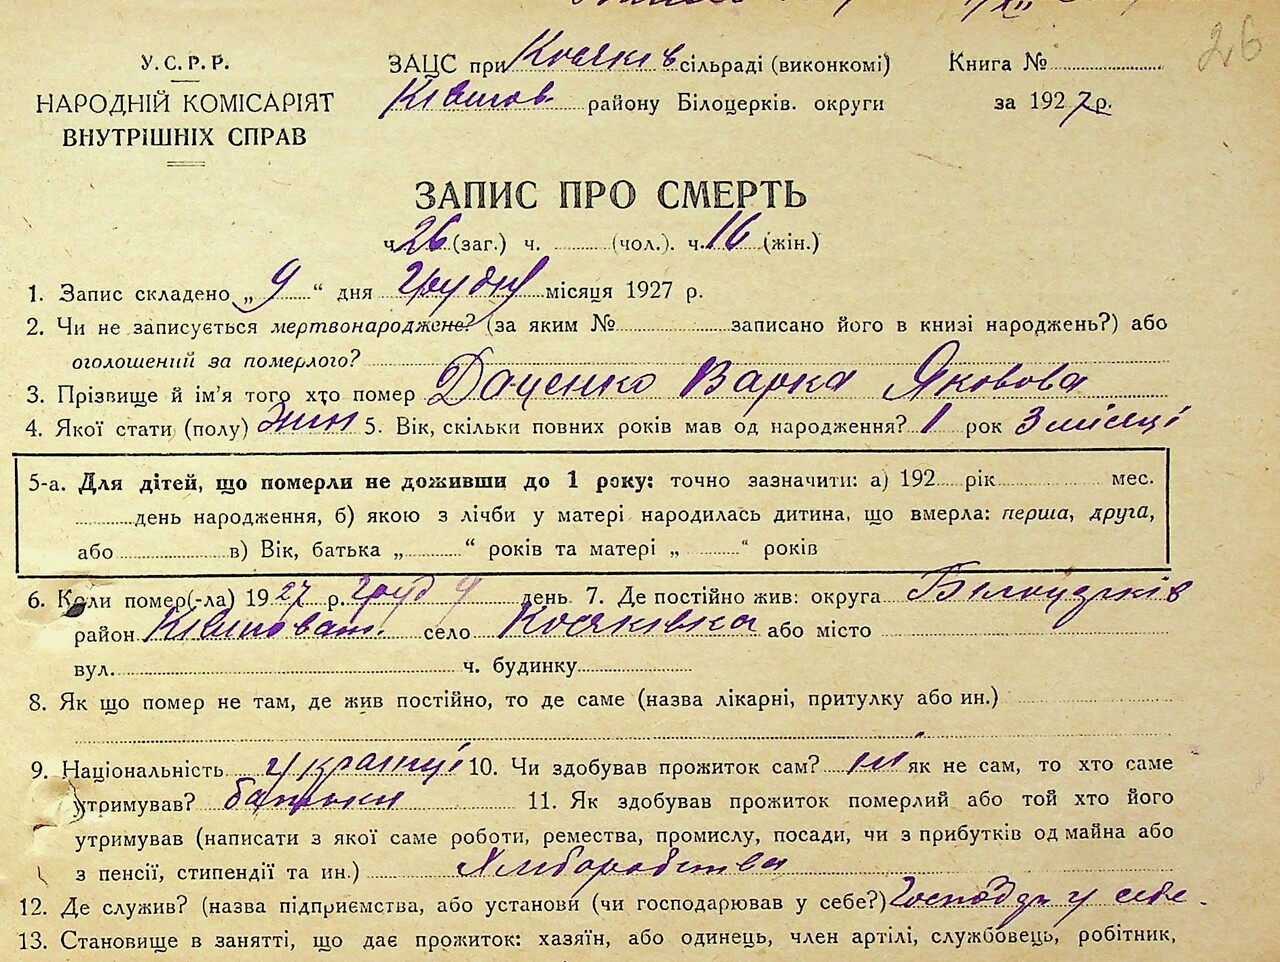 26
У.С.Р.Р.
НАРОДНІЙ КОМІСАРІЯТ
ВНУТРІШНІХ СПРАВ
ЗАЦС при Косяків сільраді (виконкомі)
Ківшов. району Білоцерків. округи
Книга №
за 1927 р.
ЗАПИС ПРО СМЕРТЬ
ч. 26 (заг.) ч. (чол.). ч. 16 (жін.)
1. Запис складено „ 9 “ дня грудня місяця 1927 р.
2. Чи не записується мертвонароджене? (за яким № записано його в книзі народжень?) або
оголошений за померлого?
3. Прізвище й ім'я того хто помер Даценко Варка Яковова
4. Якої стати (полу) жін 5. Вік, скільки повних років мав од народження? 1 рок 3 місяці
5-а. Для дітей, що померли не доживши до 1 року: точно зазначити: а) 192 рік мес.
день народження, б) якою з лічби у матері народилась дитина, що вмерла: перша, друга,
або в) Вік, батька „ “ років та матері „ “ років
6. Коли помер(-ла) 1927 р. груд 9 день. 7. Де постійно жив: округа Білоцерків
район Ківшоват. село Косяківка або місто
вул. ч. будинку
8. Як що помер не там, де жив постійно, то де саме (назва лікарні, притулку або ин.)
9. Національність українці 10. Чи здобував прожиток сам? ні як не сам, то хто саме
утримував? батьки 11. Як здобував прожиток померлий або той хто його
утримував (написати з якої саме роботи, ремества, промислу, посади, чи з прибутків од майна або
з пенсії, стипендії та ин.) Хліборобства
12. Де служив? (назва підприємства, або установи (чи господарював у себе?) у себе.
13. Становище в занятті, що дає прожиток: хазяїн, або одинець, член артілі, службовець, робітник,